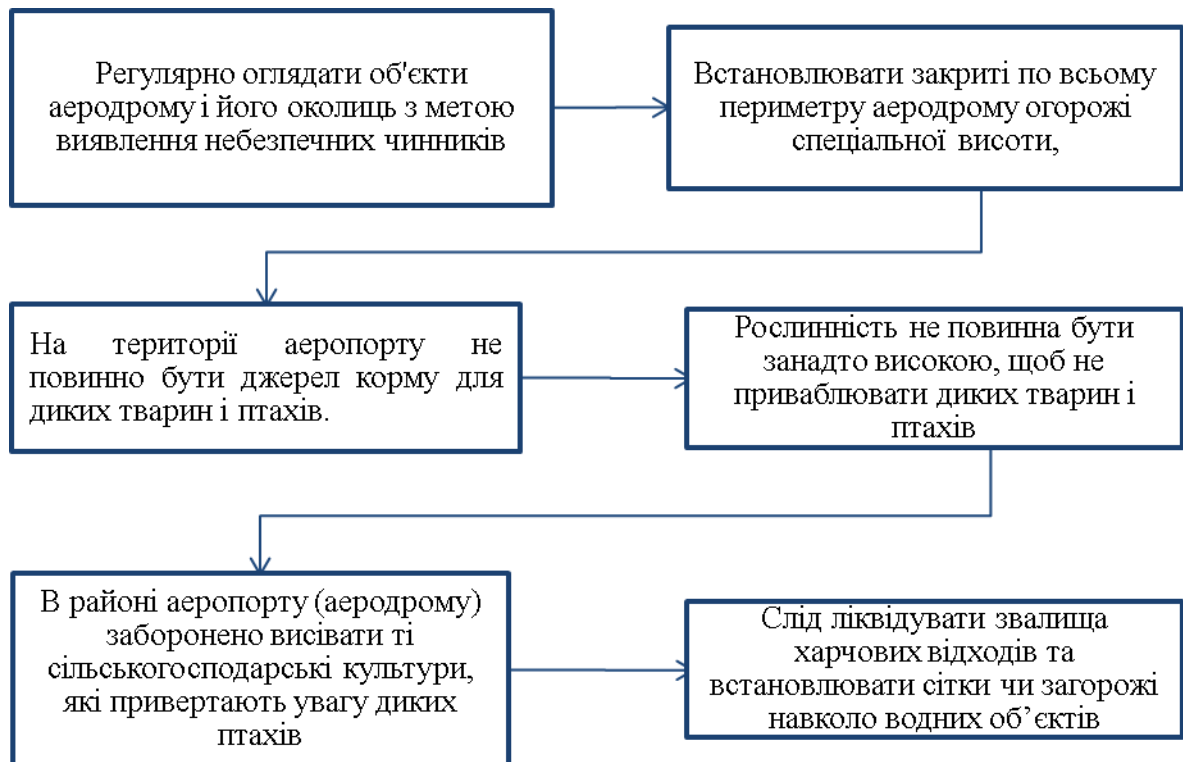 Регулярно оглядати об'єкти
аеродрому і його околиць з метою
виявлення небезпечних чинників
Встановлювати закриті по всьому
периметру аеродрому огорожі
спеціальної висоти,
На території аеропорту не
повинно бути джерел корму для
диких тварин і птахів.
Рослинність не повинна бути
занадто високою, щоб не
приваблювати диких тварин і
птахів
В районі аеропорту (аеродрому)
заборонено висівати ті
сільськогосподарські культури,
які привертають увагу диких
птахів
Слід ліквідувати звалища
харчових відходів та
встановлювати сітки чи загорожі
навколо водних об’єктів